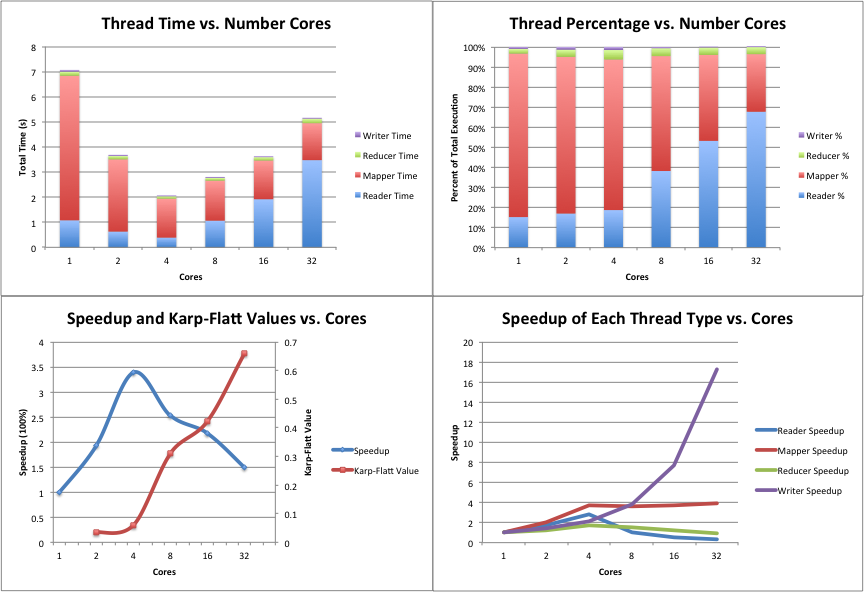 Thread Time vs. Number Cores
Total Time (s)
8
7
6
5
4
3
2
1
0
1 2 4 8 16 32
Cores
Writer Time
Reducer Time
Mapper Time
Reader Time
Thread Percentage vs. Number Cores
Percent of Total Execution
100%
90%
80%
70%
60%
50%
40%
30%
20%
10%
0%
1 2 4 8 16 32
Cores
Writer %
Reducer %
Mapper %
Reader %
Speedup and Karp-Flatt Values vs. Cores
Speedup (100%)
4
3.5
3
2.5
2
1.5
1
0.5
0
1 2 4 8 16 32
Cores
0.7
0.6
0.5
0.4
0.3
0.2
0.1
0
Karp-Flatt Value
Speedup
Karp-Flatt Value
Speedup of Each Thread Type vs. Cores
Speedup
20
18
16
14
12
10
8
6
4
2
0
1 2 4 8 16 32
Cores
Reader Speedup
Mapper Speedup
Reducer Speedup
Writer Speedup